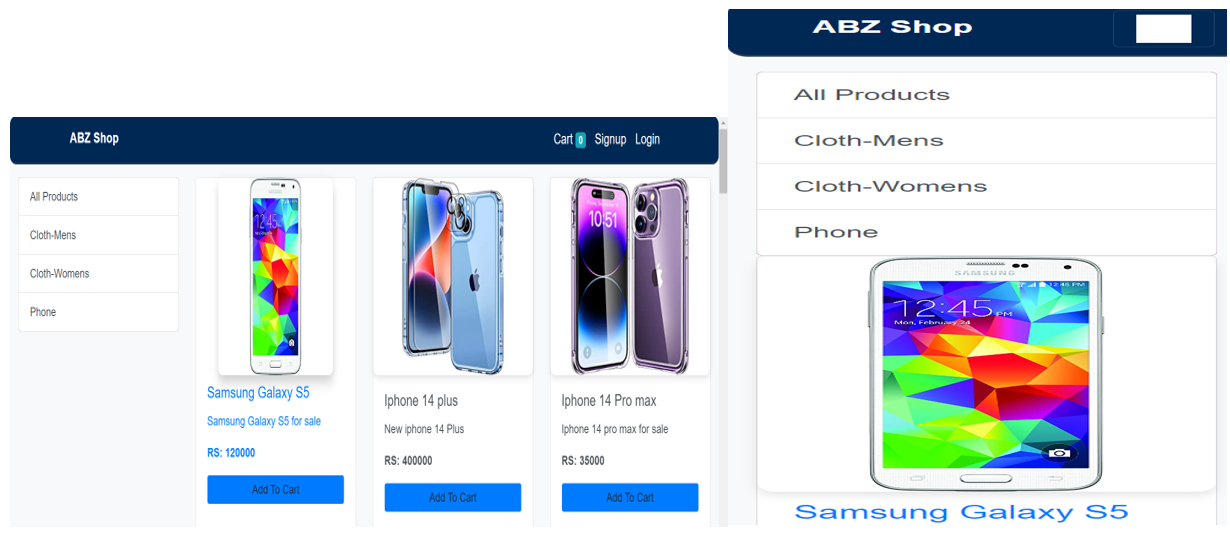 ABZ Shop
Cart 0 Signup Login
All Products
Cloth-Mens
Cloth-Womens
Phone
12:45
Samsung Galaxy S5
Samsung Galaxy S5 for sale
RS: 120000
Add To Cart
Iphone 14 plus
New iphone 14 Plus
RS: 400000
Add To Cart
10:51
Iphone 14 Pro max
Iphone 14 pro max for sale
RS: 35000
Add To Cart
ABZ Shop
All Products
Cloth-Mens
Cloth-Womens
Phone
SAMSUNG
12:45 PM
12:45 PM
Mon, February 24
Samsung Galaxy S5